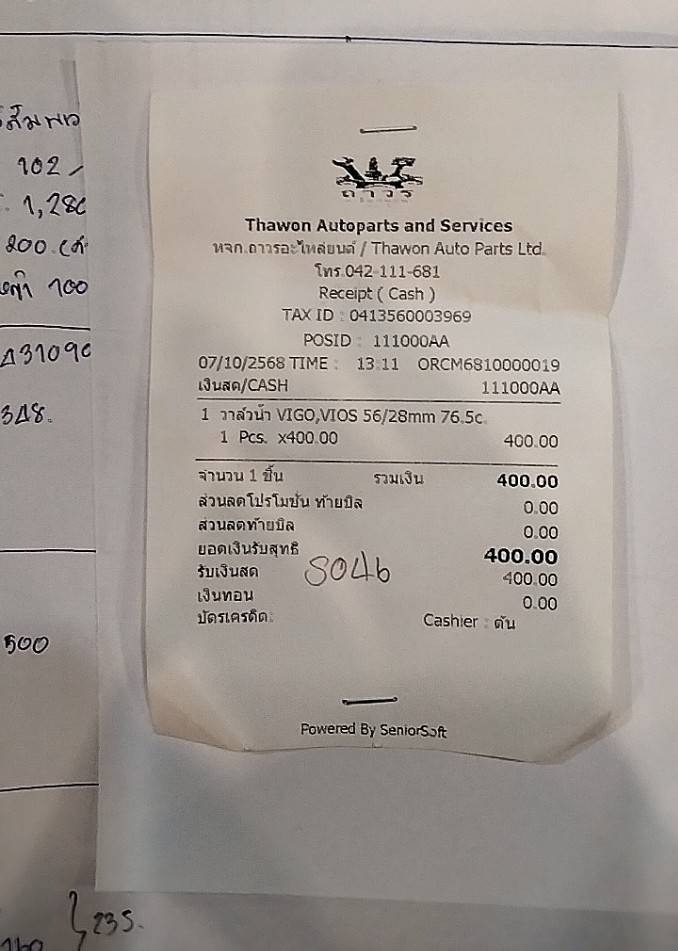 102
200
100
500
235.
ถาวร
Thawon Autoparts and Services
หจก.ถาวรอะไหล่ยนต์ / Thawon Auto Parts Ltd.
โทร.042-111-681
Receipt ( Cash )
TAX ID : 0413560003969
POSID : 111000AA
07/10/2568 TIME : 13:11 ORCM6810000019
เงินสด/CASH 111000AA
1 วาล์วน้ำ VIGO,VIOS 56/28mm 76.5c.
1 Pcs. x400.00 400.00
จำนวน 1 ชิ้น รวมเงิน 400.00
ส่วนลดโปรโมชั่น ท้ายบิล 0.00
ส่วนลดท้ายบิล 0.00
ยอดเงินรับสุทธิ 400.00
รับเงินสด 400.00
เงินทอน 0.00
บัตรเครดิต: Cashier : ตั้น
8046
Powered By SeniorSoft